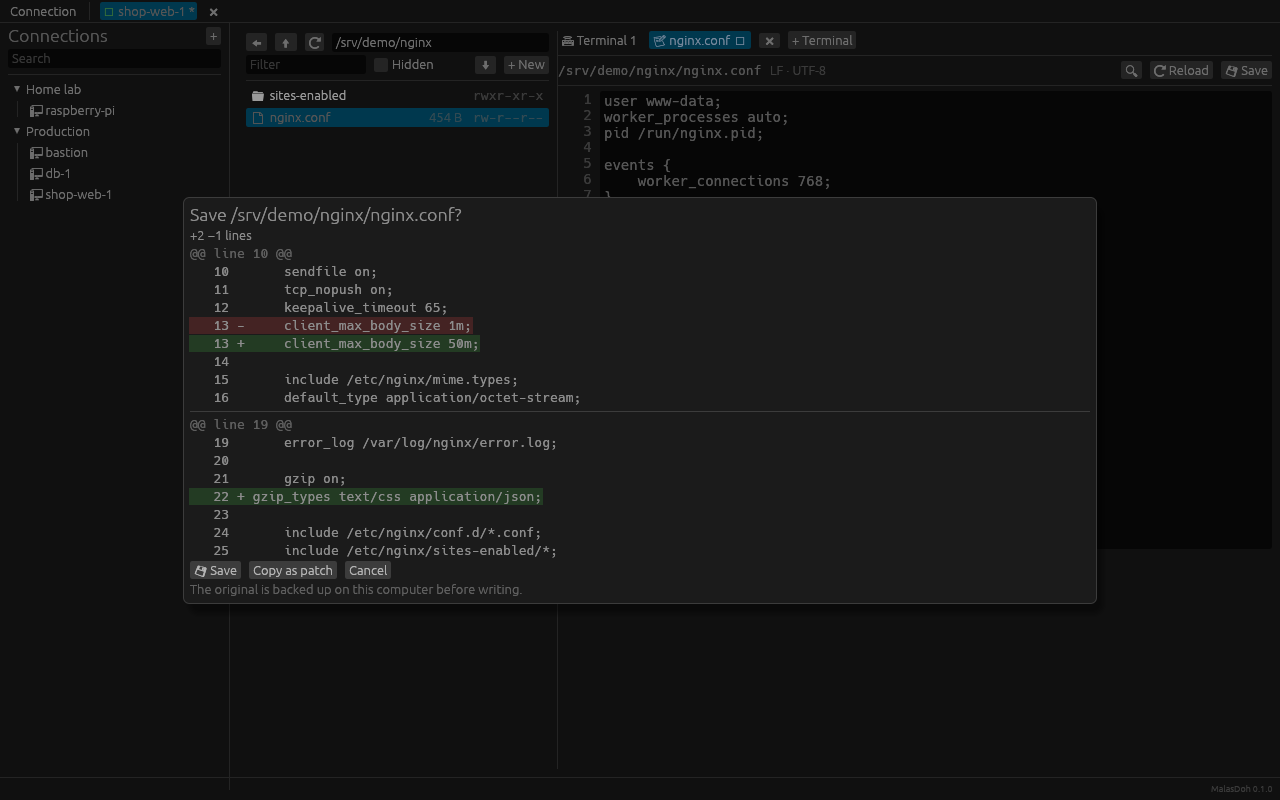 Connection shop-web-1 *
Connections +
Search
Home lab
raspberry-pi
Production
bastion
db-1
shop-web-1
/srv/demo/nginx
Filter Hidden + New
sites-enabled rwxr-xr-x
nginx.conf 454 B rw-r--r--
Terminal 1 nginx.conf + Terminal
/srv/demo/nginx/nginx.conf LF · UTF-8 Reload Save
1 user www-data;
2 worker_processes auto;
3 pid /run/nginx.pid;
4
5 events {
6     worker_connections 768;
7 }
Save /srv/demo/nginx/nginx.conf?
+2 −1 lines
@@ line 10 @@
10     sendfile on;
11     tcp_nopush on;
12     keepalive_timeout 65;
13 -     client_max_body_size 1m;
13 +     client_max_body_size 50m;
14
15     include /etc/nginx/mime.types;
16     default_type application/octet-stream;
@@ line 19 @@
19     error_log /var/log/nginx/error.log;
20
21     gzip on;
22 + gzip_types text/css application/json;
23
24     include /etc/nginx/conf.d/*.conf;
25     include /etc/nginx/sites-enabled/*;
Save Copy as patch Cancel
The original is backed up on this computer before writing.
MalasDoh 0.1.0